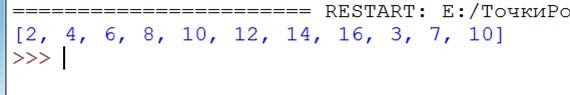 ======================= RESTART: E:/ТочкиРо
[2, 4, 6, 8, 10, 12, 14, 16, 3, 7, 10]
>>>